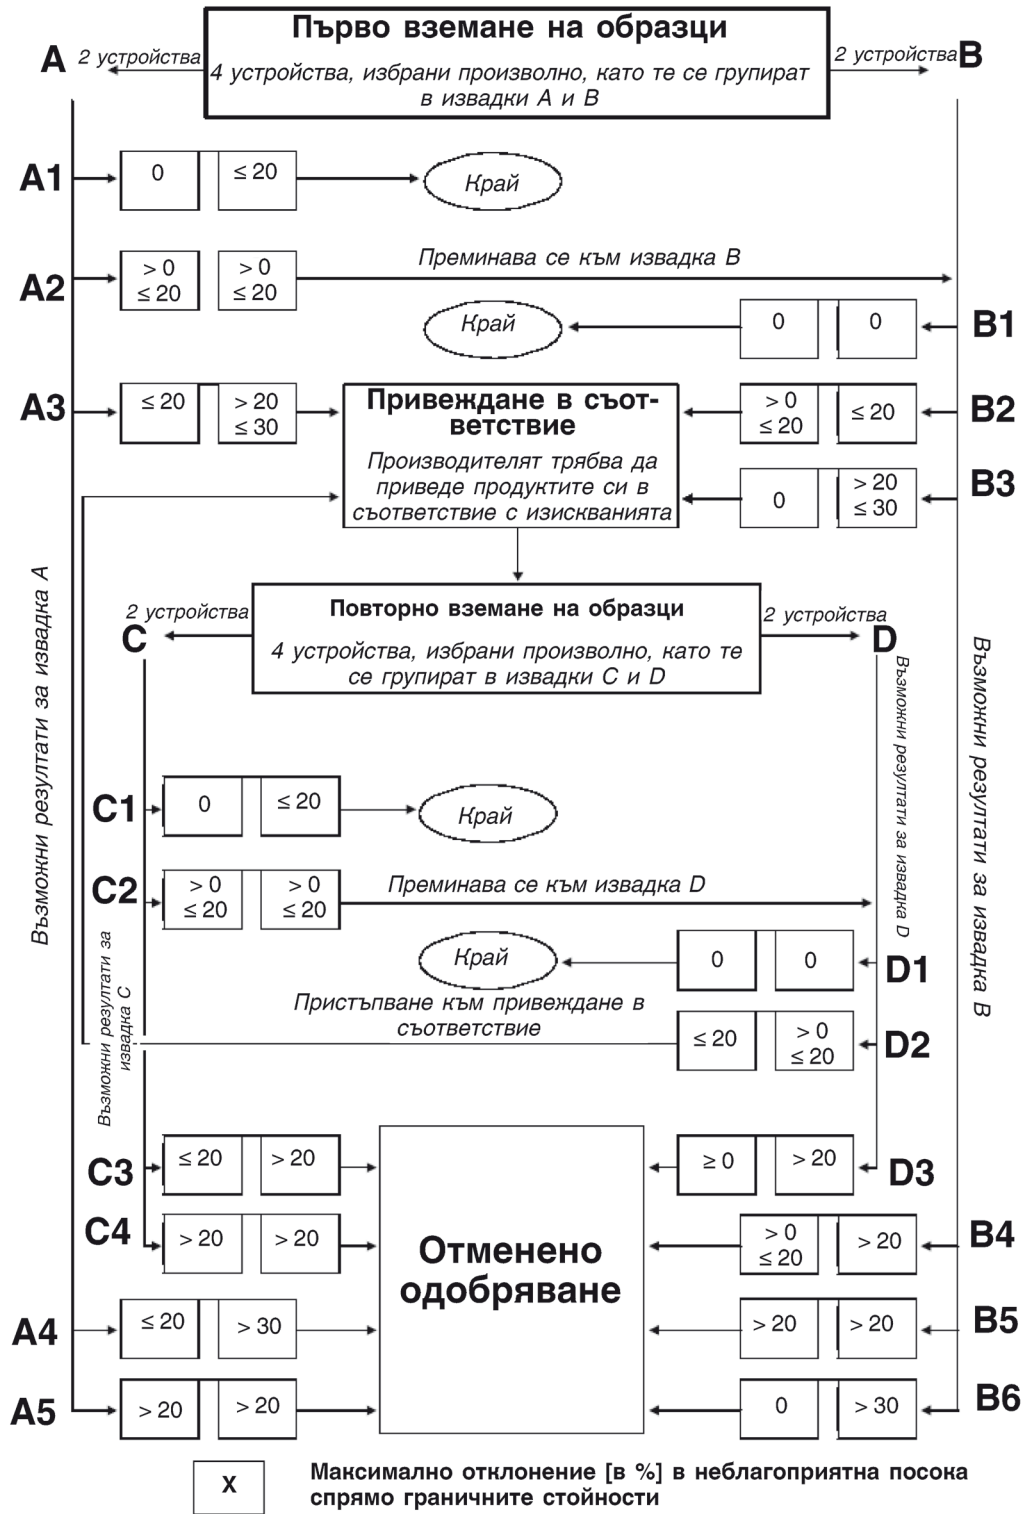 Първо вземане на образци
A
2 устройства
2 устройства
B
4 устройства, избрани произволно, като те се групират
в извадки A и B
A1
0
≤ 20
Край
A2
> 0
≤ 20
> 0
≤ 20
Преминава се към извадка B
Край
0
0
B1
A3
≤ 20
> 20
≤ 30
Привеждане в съот-
ветствие
Производителят трябва да
приведе продуктите си в
съответствие с изискванията
> 0
≤ 20
≤ 20
B2
0
> 20
≤ 30
B3
Възможни резултати за извадка A
2 устройства
C
Повторно вземане на образци
4 устройства, избрани произволно, като те
се групират в извадки C и D
2 устройства
D
Възможни резултати за извадка D
Възможни резултати за извадка B
C1
0
≤ 20
Край
C2
> 0
≤ 20
> 0
≤ 20
Преминава се към извадка D
Край
0
0
D1
Възможни резултати за
извадка C
Пристъпване към привеждане в
съответствие
≤ 20
> 0
≤ 20
D2
C3
≤ 20
> 20
≥ 0
> 20
D3
C4
> 20
> 20
Отменено
одобряване
> 0
≤ 20
> 20
B4
A4
≤ 20
> 30
> 20
> 20
B5
A5
> 20
> 20
0
> 30
B6
X
Максимално отклонение [в %] в неблагоприятна посока
спрямо граничните стойности